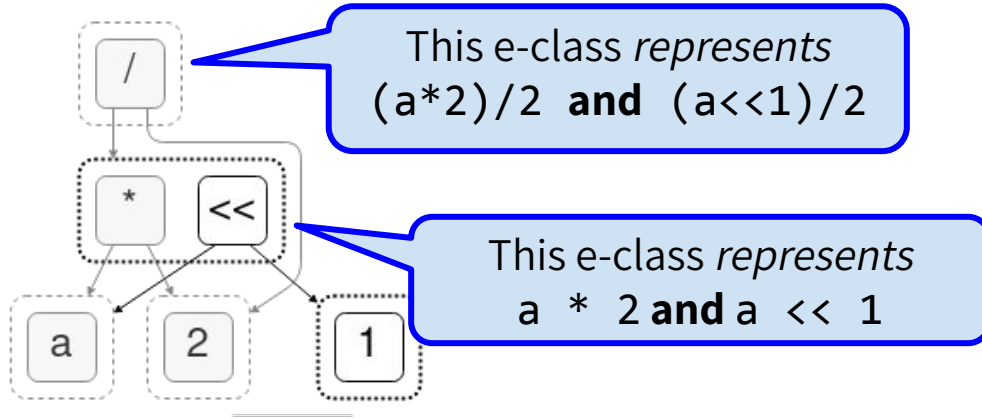 /
This e-class represents
(a*2)/2 and (a<<1)/2
* <<
This e-class represents
a * 2 and a << 1
a 2 1